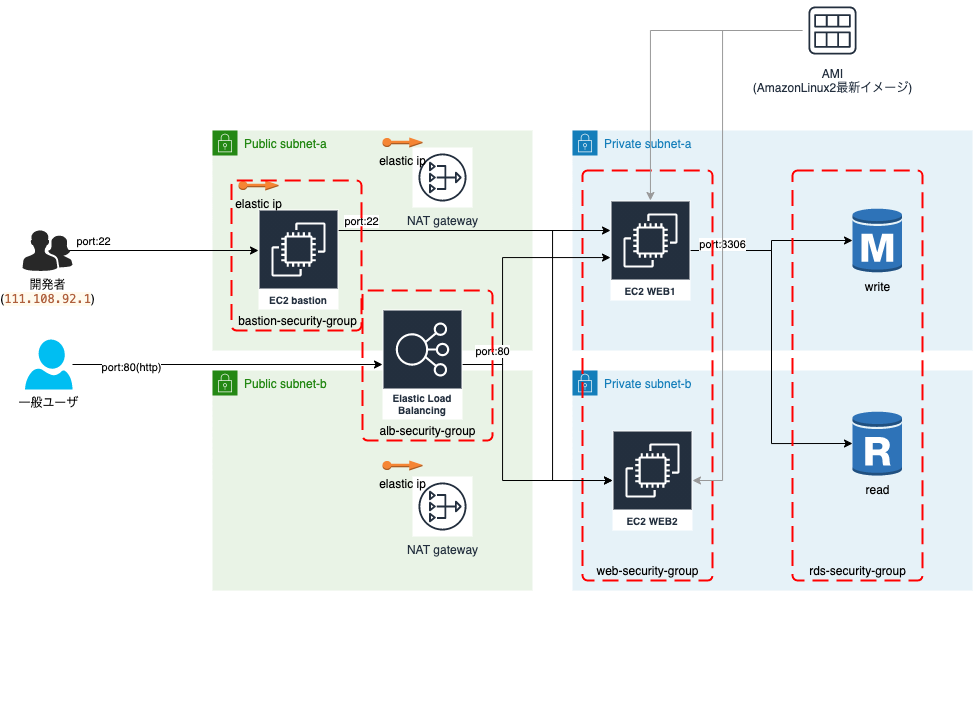 AMI
(AmazonLinux2最新イメージ)
Public subnet-a
Private subnet-a
elastic ip
NAT gateway
elastic ip
port:22
port:22
EC2 bastion
bastion-security-group
開発者
(111.108.92.1)
EC2 WEB1
port:3306
M
write
port:80(http)
一般ユーザ
Elastic Load
Balancing
alb-security-group
port:80
Public subnet-b
Private subnet-b
elastic ip
NAT gateway
EC2 WEB2
web-security-group
R
read
rds-security-group